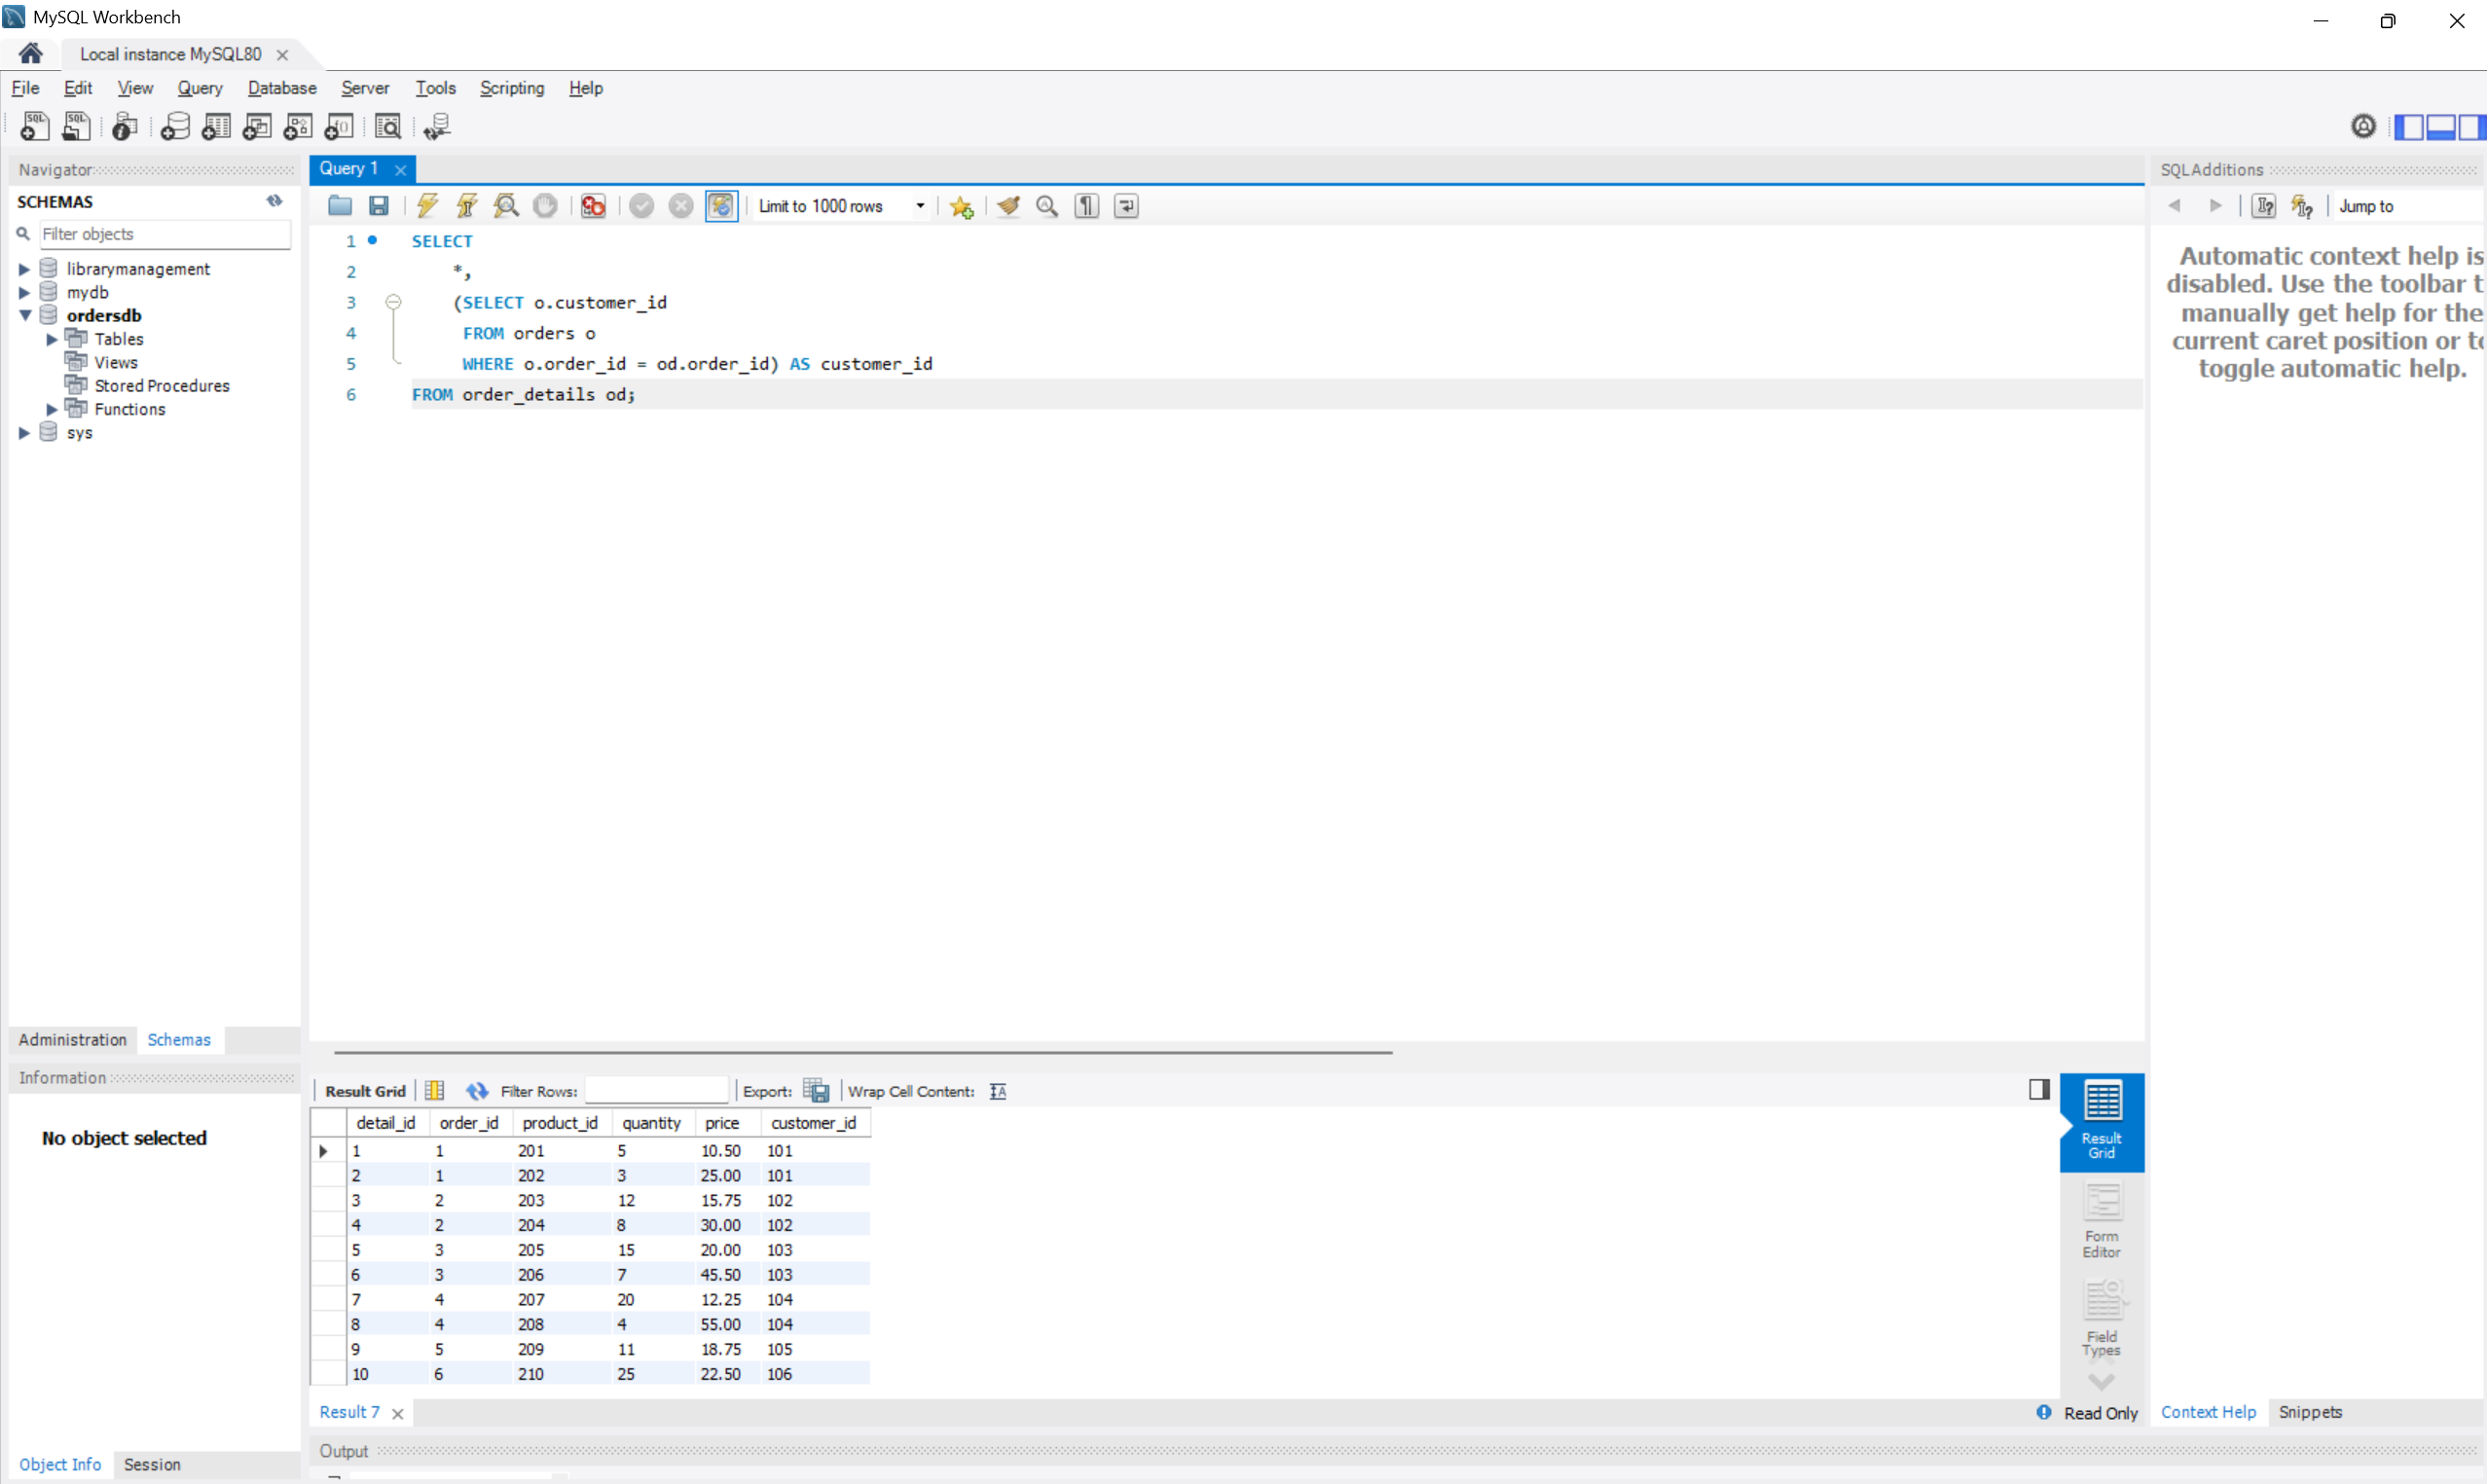 MySQL Workbench
Local instance MySQL80
File Edit View Query Database Server Tools Scripting Help
Navigator
SCHEMAS
Filter objects
librarymanagement
mydb
ordersdb
Tables
Views
Stored Procedures
Functions
sys
Administration Schemas
Information
No object selected
Object Info Session
Query 1
Limit to 1000 rows
1 SELECT
2 *,
3 (SELECT o.customer_id
4 FROM orders o
5 WHERE o.order_id = od.order_id) AS customer_id
6 FROM order_details od;
Result Grid Filter Rows: Export: Wrap Cell Content:
detail_id order_id product_id quantity price customer_id
1 1 201 5 10.50 101
2 1 202 3 25.00 101
3 2 203 12 15.75 102
4 2 204 8 30.00 102
5 3 205 15 20.00 103
6 3 206 7 45.50 103
7 4 207 20 12.25 104
8 4 208 4 55.00 104
9 5 209 11 18.75 105
10 6 210 25 22.50 106
Result
Grid
Form
Editor
Field
Types
Result 7 Read Only
Output
SQLAdditions
Jump to
Automatic context help is
disabled. Use the toolbar t
manually get help for the
current caret position or to
toggle automatic help.
Context Help Snippets